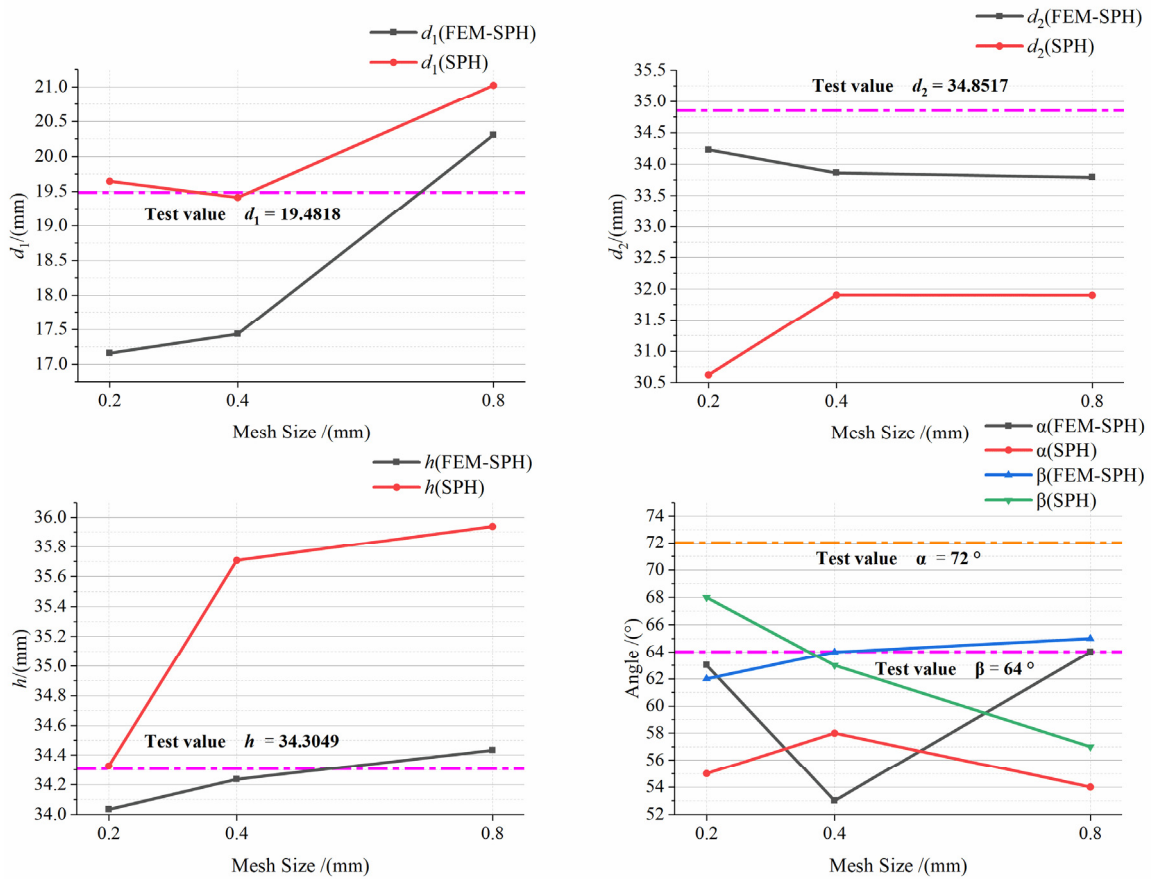 d₁(FEM-SPH)
d₁(SPH)
21.0
20.5
20.0
19.5
19.0
18.5
18.0
17.5
17.0
d₁/(mm)
Test value d₁ = 19.4818
0.2 0.4 0.8
Mesh Size /(mm)
d₂(FEM-SPH)
d₂(SPH)
35.5
35.0
34.5
34.0
33.5
33.0
32.5
32.0
31.5
31.0
30.5
d₂/(mm)
Test value d₂ = 34.8517
0.2 0.4 0.8
Mesh Size /(mm)
h(FEM-SPH)
h(SPH)
36.0
35.8
35.6
35.4
35.2
35.0
34.8
34.6
34.4
34.2
34.0
h/(mm)
Test value h = 34.3049
0.2 0.4 0.8
Mesh Size /(mm)
α(FEM-SPH)
α(SPH)
β(FEM-SPH)
β(SPH)
74
72
70
68
66
64
62
60
58
56
54
52
Angle /(°)
Test value α = 72 °
Test value β = 64 °
0.2 0.4 0.8
Mesh Size /(mm)